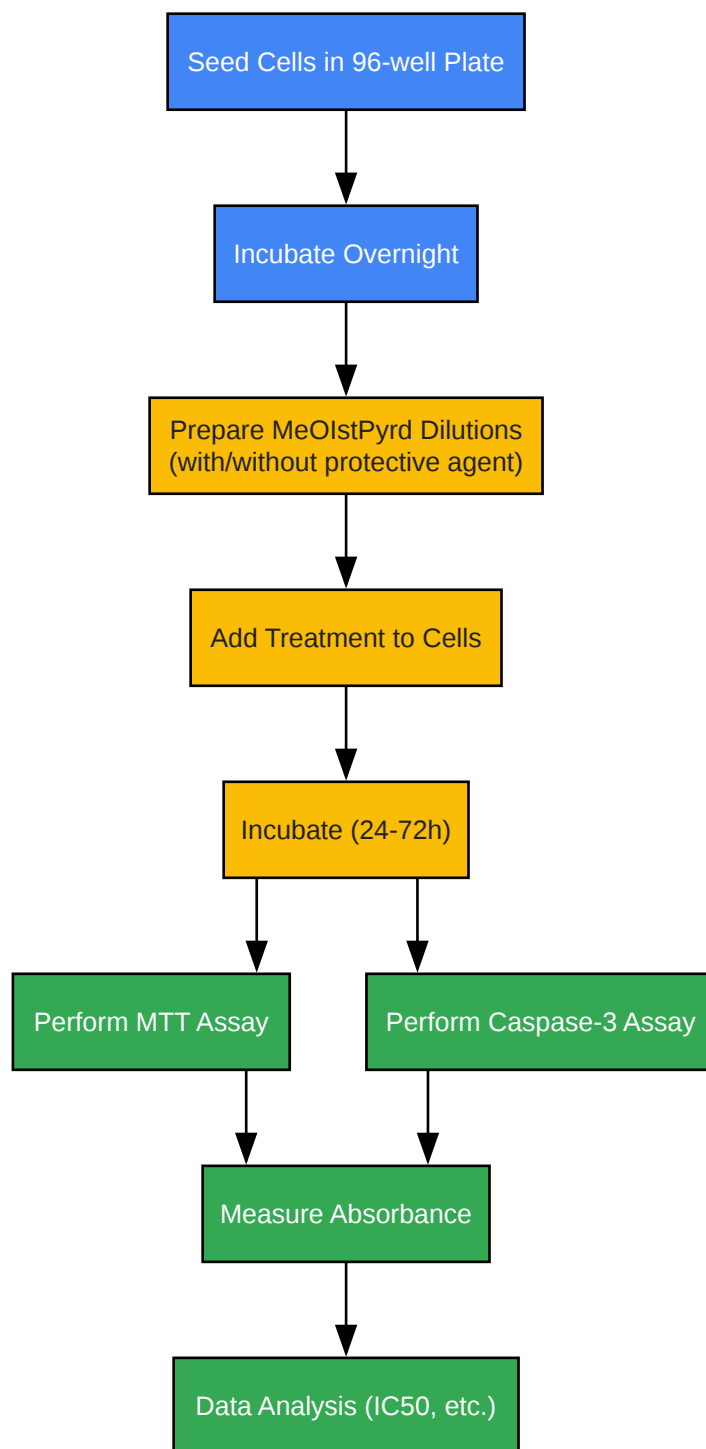 Seed Cells in 96-well Plate
Incubate Overnight
Prepare MeOIstPyrd Dilutions
(with/without protective agent)
Add Treatment to Cells
Incubate (24-72h)
Perform MTT Assay
Perform Caspase-3 Assay
Measure Absorbance
Data Analysis (IC50, etc.)